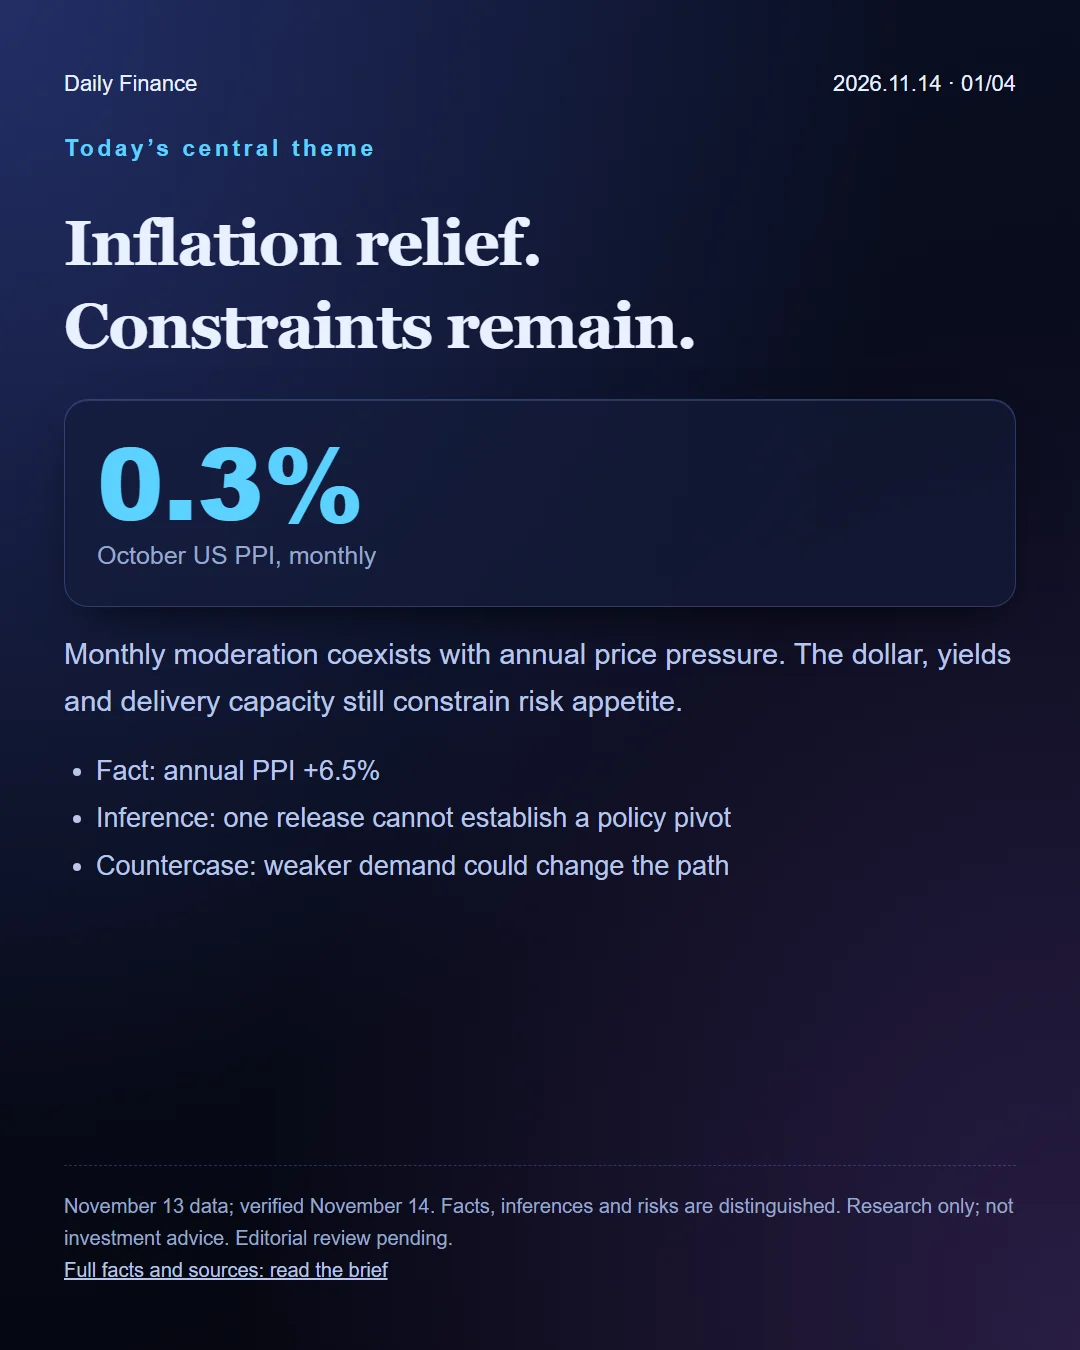 Daily Finance
2026.11.14 · 01/04
Today’s central theme
Inflation relief.
Constraints remain.
0.3%
October US PPI, monthly
Monthly moderation coexists with annual price pressure. The dollar, yields
and delivery capacity still constrain risk appetite.
• Fact: annual PPI +6.5%
• Inference: one release cannot establish a policy pivot
• Countercase: weaker demand could change the path
November 13 data; verified November 14. Facts, inferences and risks are distinguished. Research only; not
investment advice. Editorial review pending.
Full facts and sources: read the brief